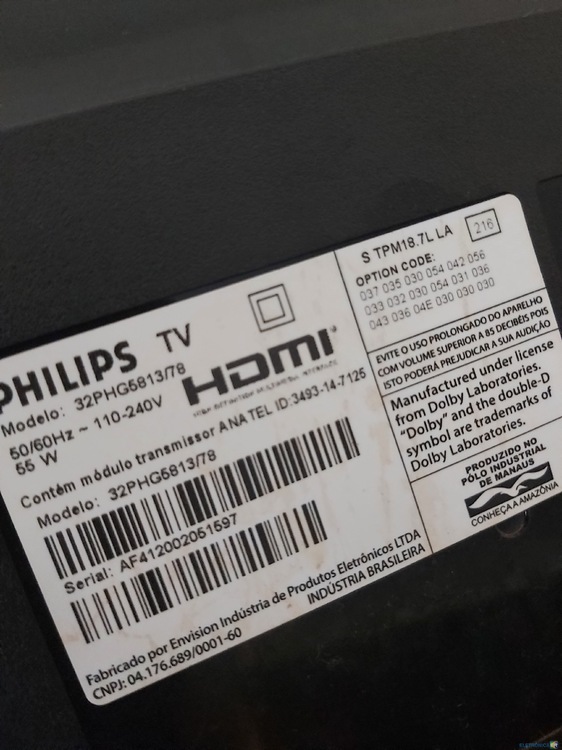 PHILIPS TV
HDMI
Modelo: 32PHG5813/78
50/60Hz ~ 110-240V
55 W
Contém módulo transmissor ANATEL ID:3493-14-7126
Modelo: 32PHG5813/78
Serial: AF412002051597
Fabricado por Envision Indústria de Produtos Eletrônicos LTDA
CNPJ: 04.176.689/0001-60
INDÚSTRIA BRASILEIRA
S TPM18.7L LA 216
OPTION CODE:
037 035 030 054 042 056
033 032 030 054 031 036
043 036 04E 030 030 030
EVITE O USO PROLONGADO DO APARELHO
COM VOLUME SUPERIOR A 85 DECIBÉIS POIS
ISTO PODERÁ PREJUDICAR A SUA AUDIÇÃO
Manufactured under license
from Dolby Laboratories.
"Dolby" and the double-D
symbol are trademarks of
Dolby Laboratories.
PRODUZIDO NO
PÓLO INDUSTRIAL
DE MANAUS
CONHEÇA A AMAZÔNIA